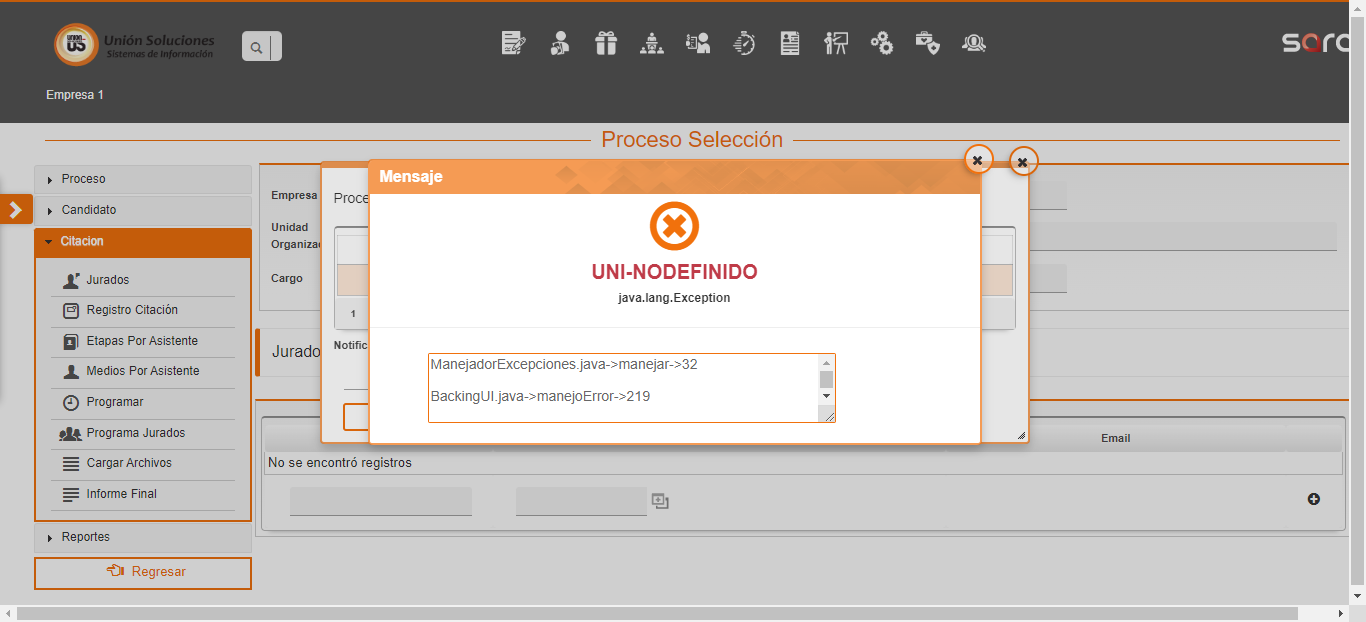 UNION
US
Unión Soluciones
Sistemas de Información
Empresa 1
Proceso Selección
Proceso
Candidato
Citacion
Jurados
Registro Citación
Etapas Por Asistente
Medios Por Asistente
Programar
Programa Jurados
Cargar Archivos
Informe Final
Reportes
Regresar
Empresa
Unidad
Organiza
Cargo
Jurado
Proce
1
Notific
Mensaje
UNI-NODEFINIDO
java.lang.Exception
ManejadorExcepciones.java->manejar->32
BackingUI.java->manejoError->219
Email
No se encontró registros